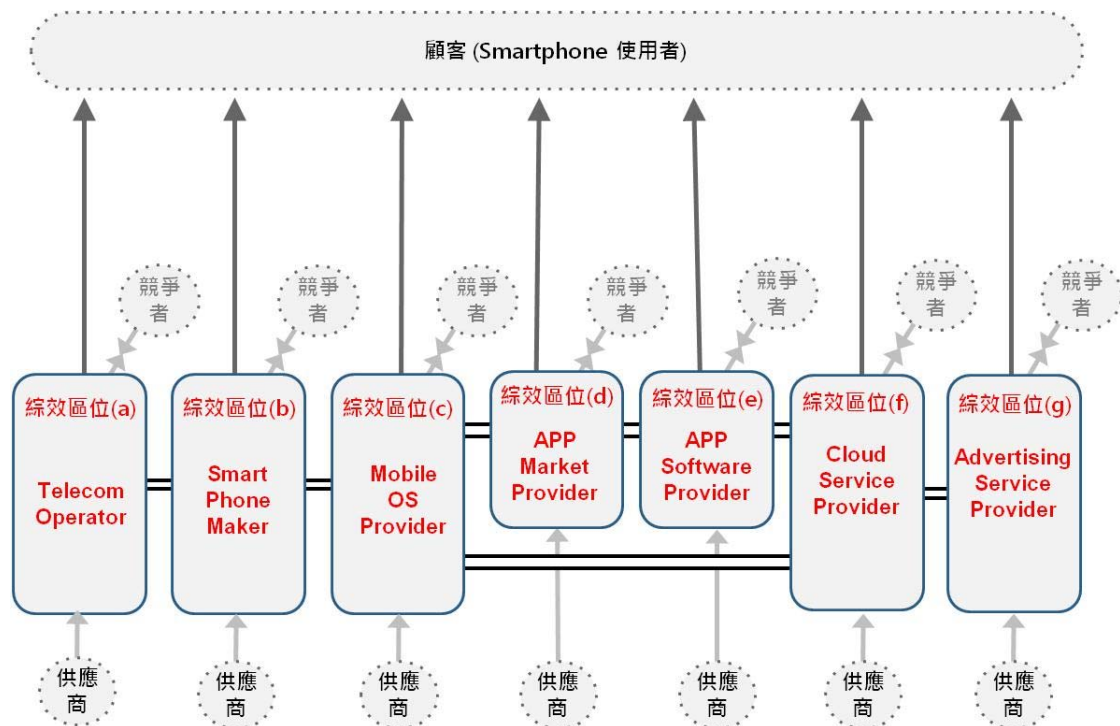 顧客 (Smartphone 使用者)
競爭
者
競爭
者
競爭
者
競爭
者
競爭
者
競爭
者
競爭
者
綜效區位(a)
Telecom
Operator
綜效區位(b)
Smart
Phone
Maker
綜效區位(c)
Mobile
OS
Provider
綜效區位(d)
APP
Market
Provider
綜效區位(e)
APP
Software
Provider
綜效區位(f)
Cloud
Service
Provider
綜效區位(g)
Advertising
Service
Provider
供應
商
供應
商
供應
商
供應
商
供應
商
供應
商
供應
商